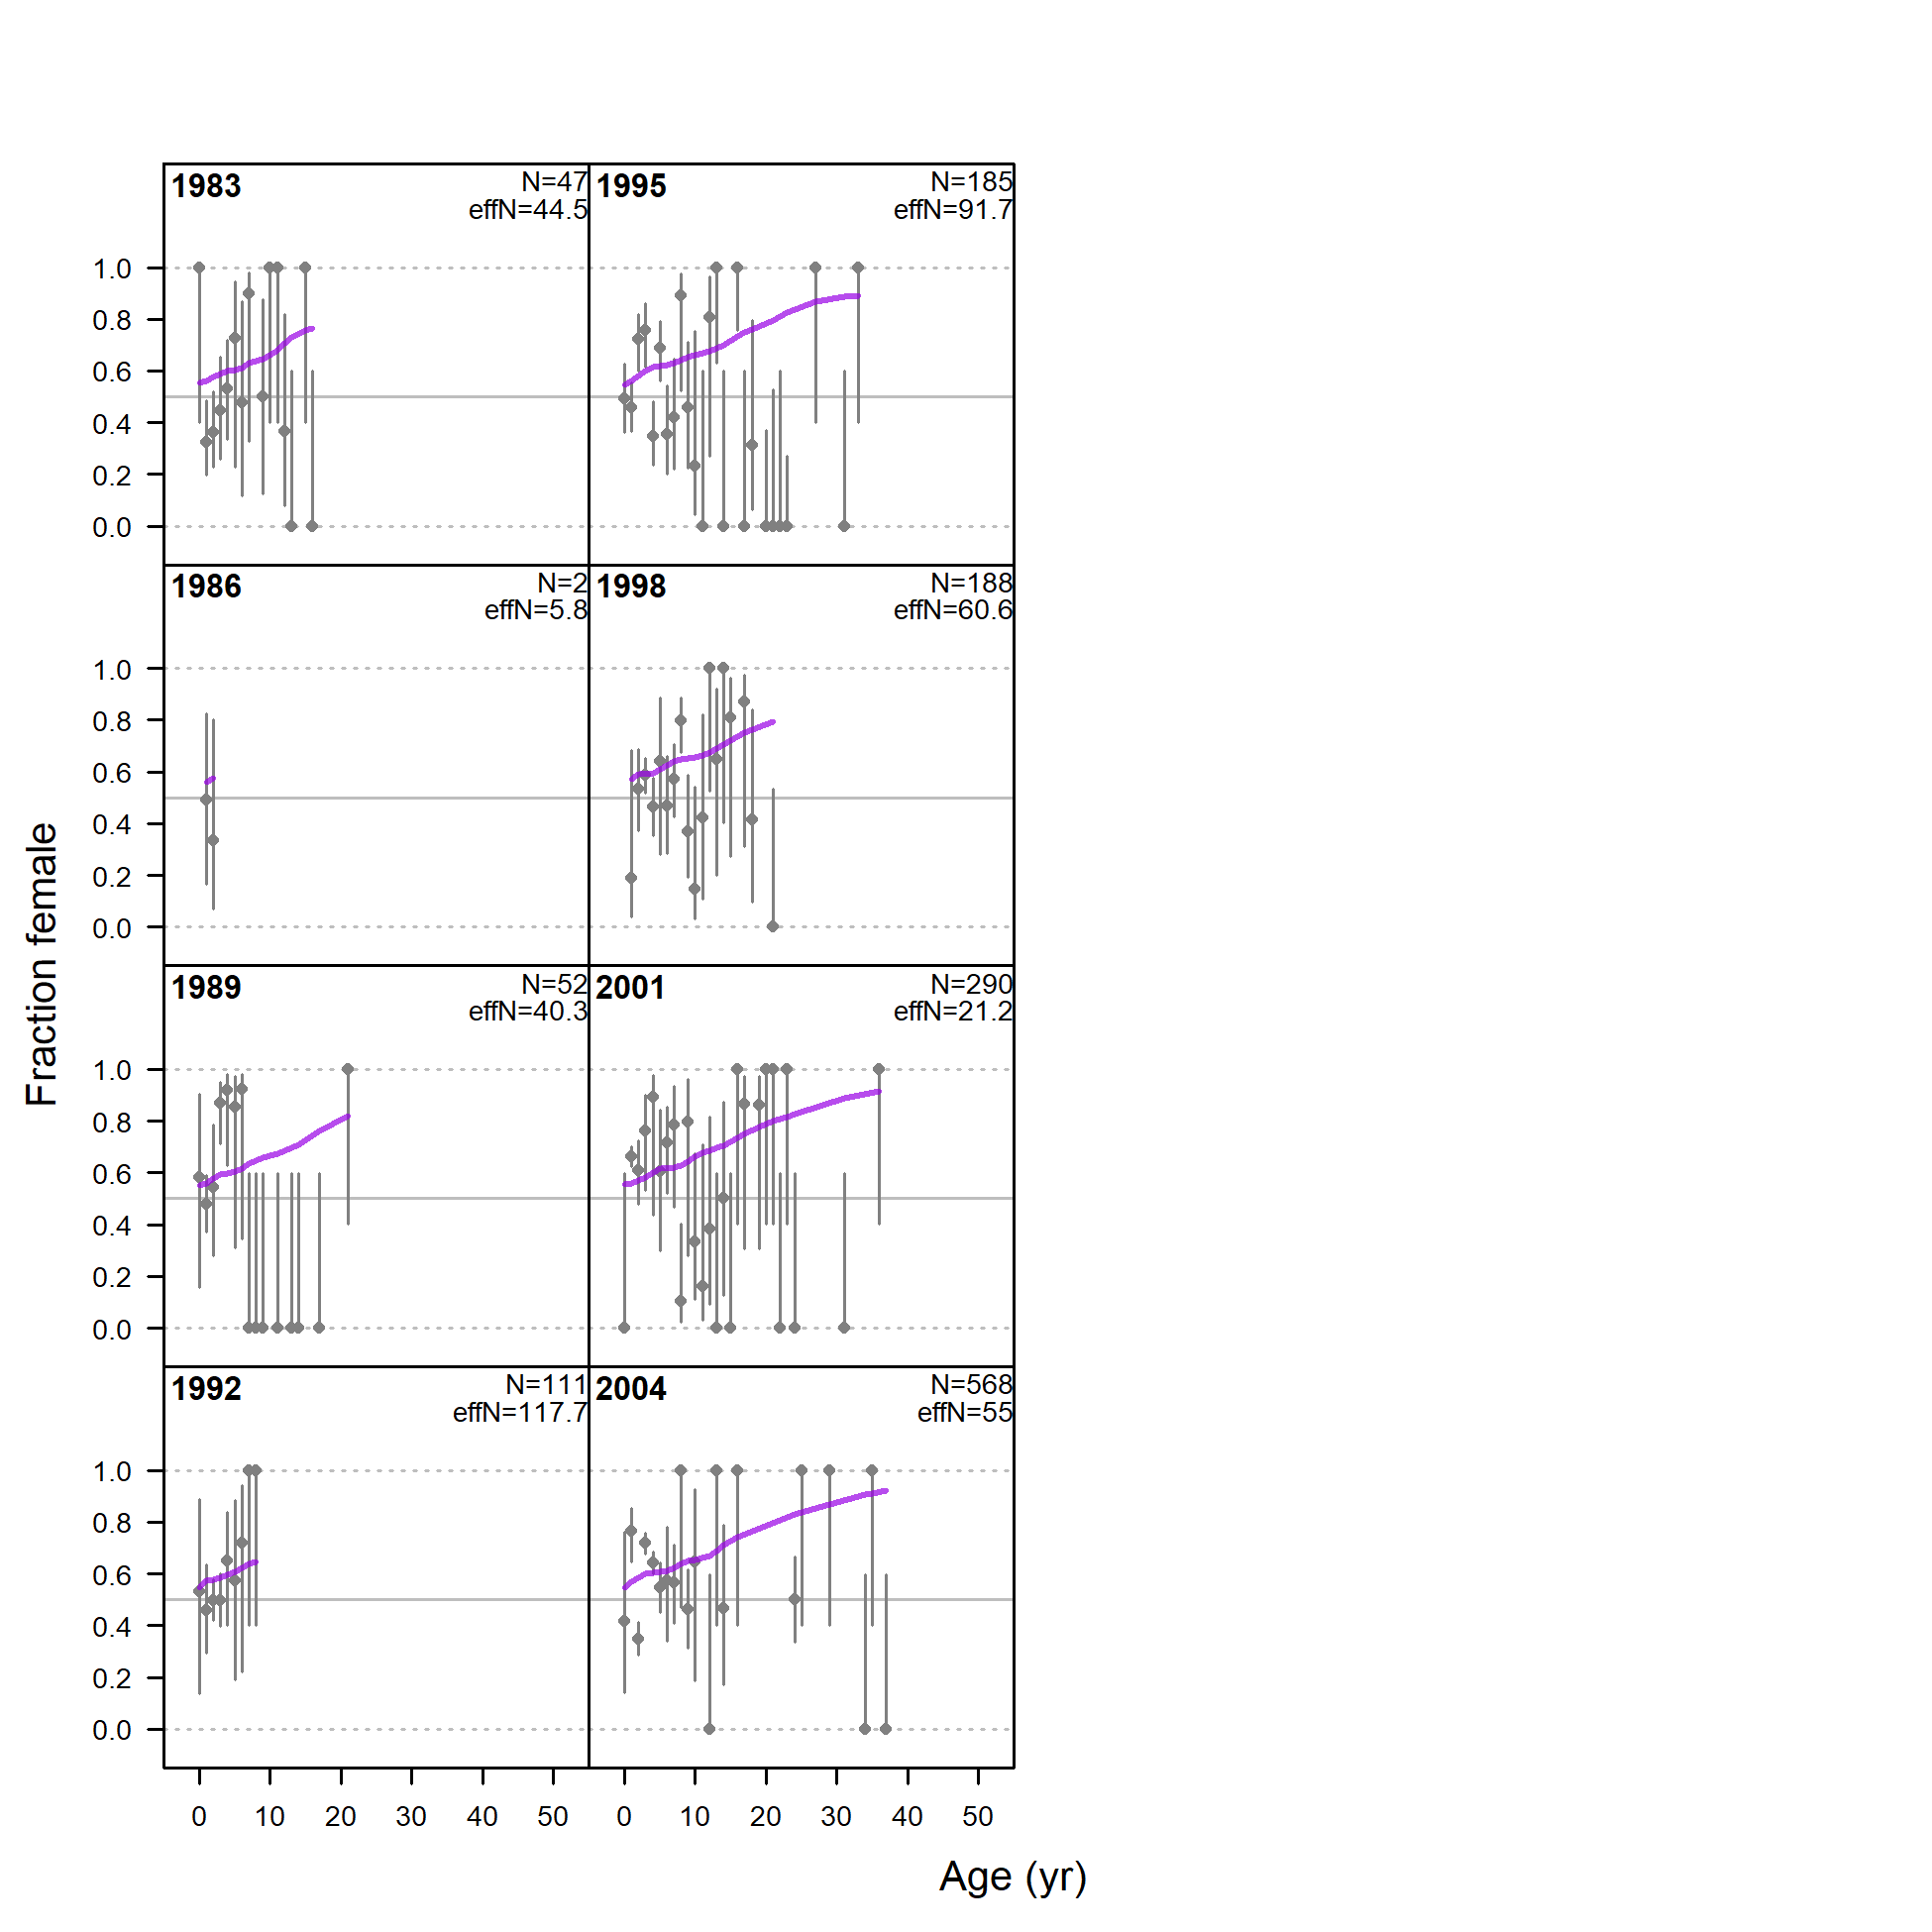 1983
N=47
effN=44.5
1995
N=185
effN=91.7
1.0
0.8
0.6
0.4
0.2
0.0
1986
N=2
effN=5.8
1998
N=188
effN=60.6
1.0
0.8
0.6
0.4
0.2
0.0
1989
N=52
effN=40.3
2001
N=290
effN=21.2
1.0
0.8
0.6
0.4
0.2
0.0
1992
N=111
effN=117.7
2004
N=568
effN=55
1.0
0.8
0.6
0.4
0.2
0.0
Fraction female
0 10 20 30 40 50 0 10 20 30 40 50
Age (yr)